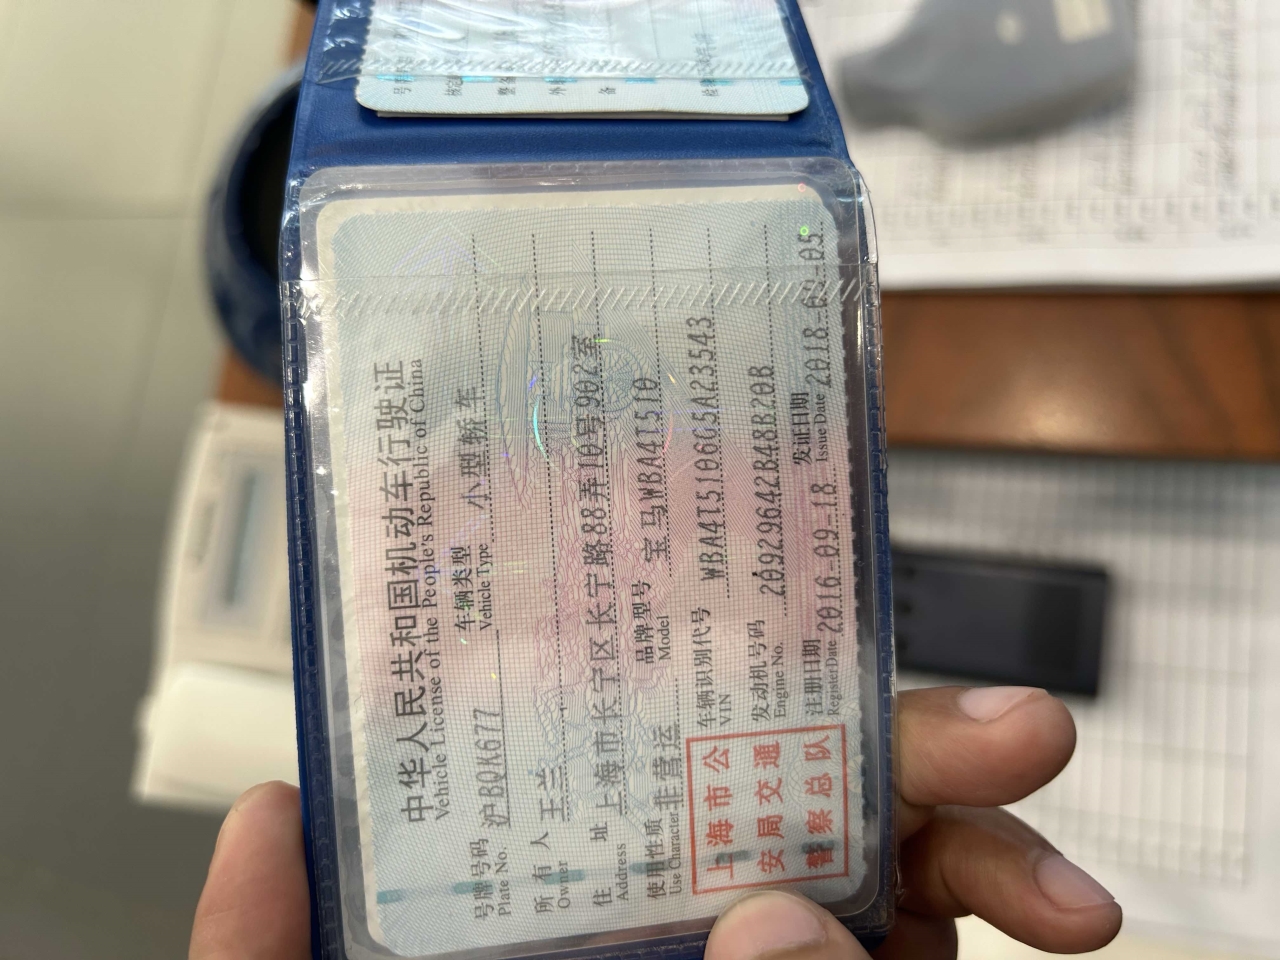 中华人民共和国机动车行驶证
Vehicle License of the People's Republic of China
号牌号码 沪BQK677 车辆类型 小型轿车
Plate No. Vehicle Type
所有人 王兰
Owner
住址 上海市长宁区长宁路88弄10号902室
Address
使用性质 非营运 品牌型号 宝马WBA4T510
Use Character Model
车辆识别代号 WBA4T5106G5A23543
VIN
发动机号码 20929642B48B20B
Engine No.
注册日期 2016-09-18 发证日期
Register Date Issue Date
上海市公
安局交通
警察总队